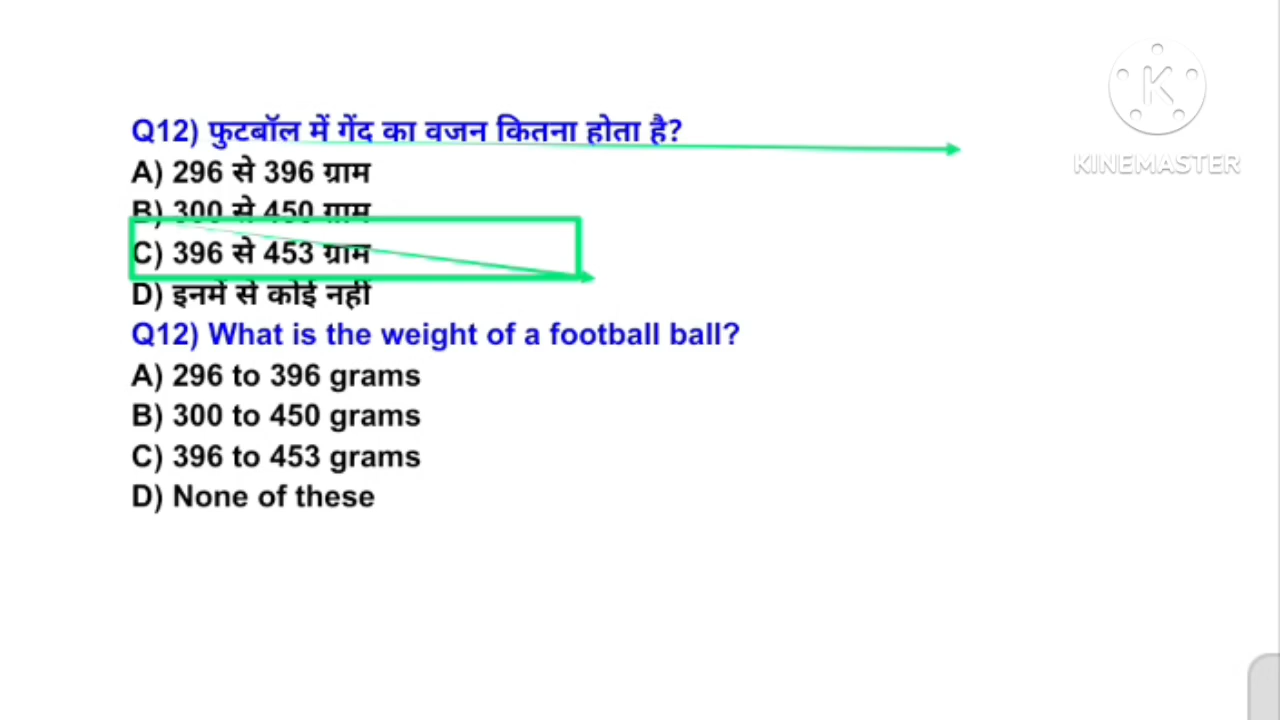 Q12) फुटबॉल में गेंद का वजन कितना होता है?
A) 296 से 396 ग्राम
B) 300 से 450 ग्राम
C) 396 से 453 ग्राम
D) इनमें से कोई नहीं
Q12) What is the weight of a football ball?
A) 296 to 396 grams
B) 300 to 450 grams
C) 396 to 453 grams
D) None of these
K
KINEMASTER